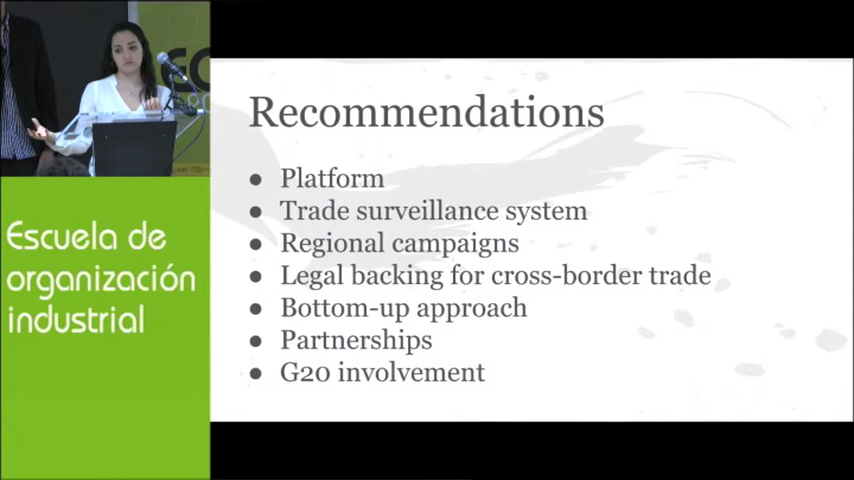 Recommendations
● Platform
● Trade surveillance system
● Regional campaigns
● Legal backing for cross-border trade
● Bottom-up approach
● Partnerships
● G20 involvement
Escuela de
organización
industrial